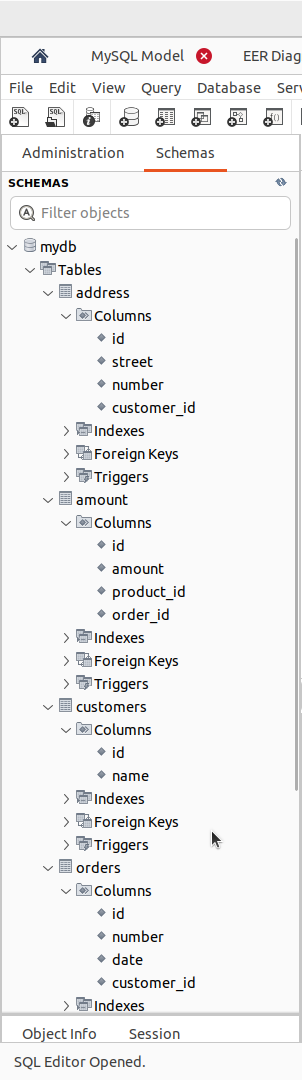 MySQL Model EER Diag
File Edit View Query Database Serv
Administration Schemas
SCHEMAS
Filter objects
mydb
Tables
address
Columns
id
street
number
customer_id
Indexes
Foreign Keys
Triggers
amount
Columns
id
amount
product_id
order_id
Indexes
Foreign Keys
Triggers
customers
Columns
id
name
Indexes
Foreign Keys
Triggers
orders
Columns
id
number
date
customer_id
Indexes
Object Info Session
SQL Editor Opened.